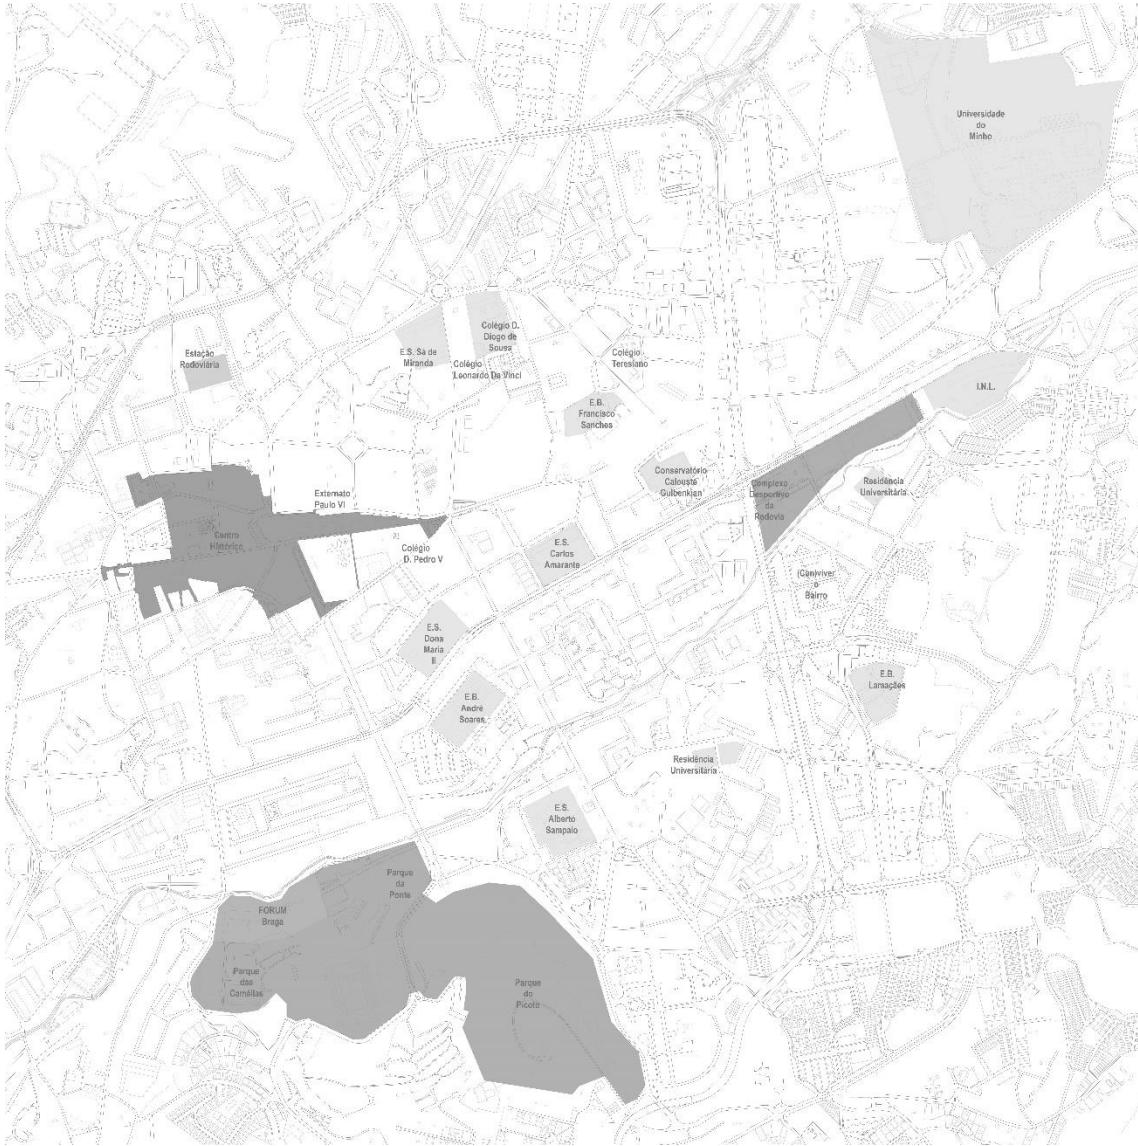 Universidade
do
Minho
Colégio D.
Diogo de
Sousa
Estação
Rodoviária
E.S. Sá de
Miranda
Colégio
Leonardo Da Vinci
Colégio
Teresiano
I.N.L.
E.B.
Francisco
Sanches
Conservatório
Calouste
Gulbenkian
Complexo
Desportivo
da
Rodovia
Residência
Universitária
Externato
Paulo VI
Centro
Histórico
Colégio
D. Pedro V
E.S.
Carlos
Amarante
(Con)viver
o
Bairro
E.S.
Dona
Maria
II
E.B.
Lamaçães
E.B.
André
Soares
Residência
Universitária
E.S.
Alberto
Sampaio
Parque
da
Ponte
FORUM
Braga
Parque
das
Camélias
Parque
do
Picoto